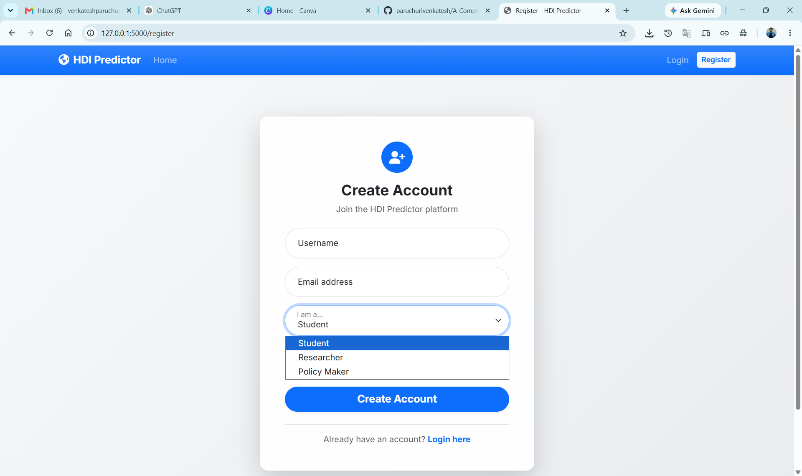 Inbox (6) - venkateshparuchu
ChatGPT
Home - Canva
paruchurivenkatesh/A-Comp
Register - HDI Predictor
Ask Gemini
127.0.0.1:5000/register
HDI Predictor
Home
Login
Register
Create Account
Join the HDI Predictor platform
Username
Email address
I am a...
Student
Student
Researcher
Policy Maker
Create Account
Already have an account? Login here